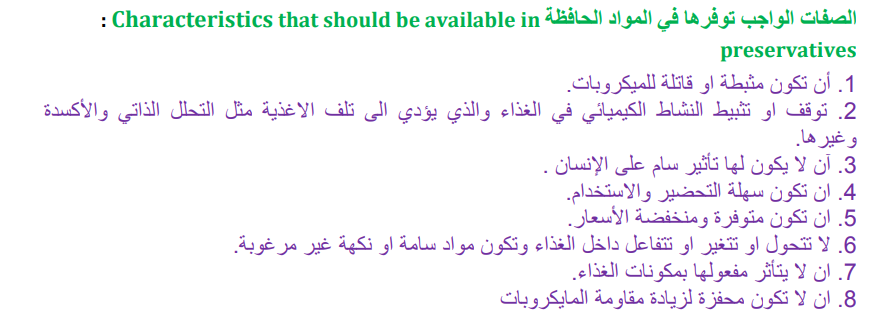 الصفات الواجب توفرها في المواد الحافظة Characteristics that should be available in :
preservatives
1. أن تكون مثبطة او قاتلة للميكروبات.
2. توقف او تثبيط النشاط الكيميائي في الغذاء والذي يؤدي الى تلف الاغذية مثل التحلل الذاتي والأكسدة
وغيرها.
3. آن لا يكون لها تأثير سام على الإنسان .
4. ان تكون سهلة التحضير والاستخدام.
5. ان تكون متوفرة ومنخفضة الأسعار.
6. لا تتحول او تتغير او تتفاعل داخل الغذاء وتكون مواد سامة او نكهة غير مرغوبة.
7. ان لا يتأثر مفعولها بمكونات الغذاء.
8. ان لا تكون محفزة لزيادة مقاومة المايكروبات